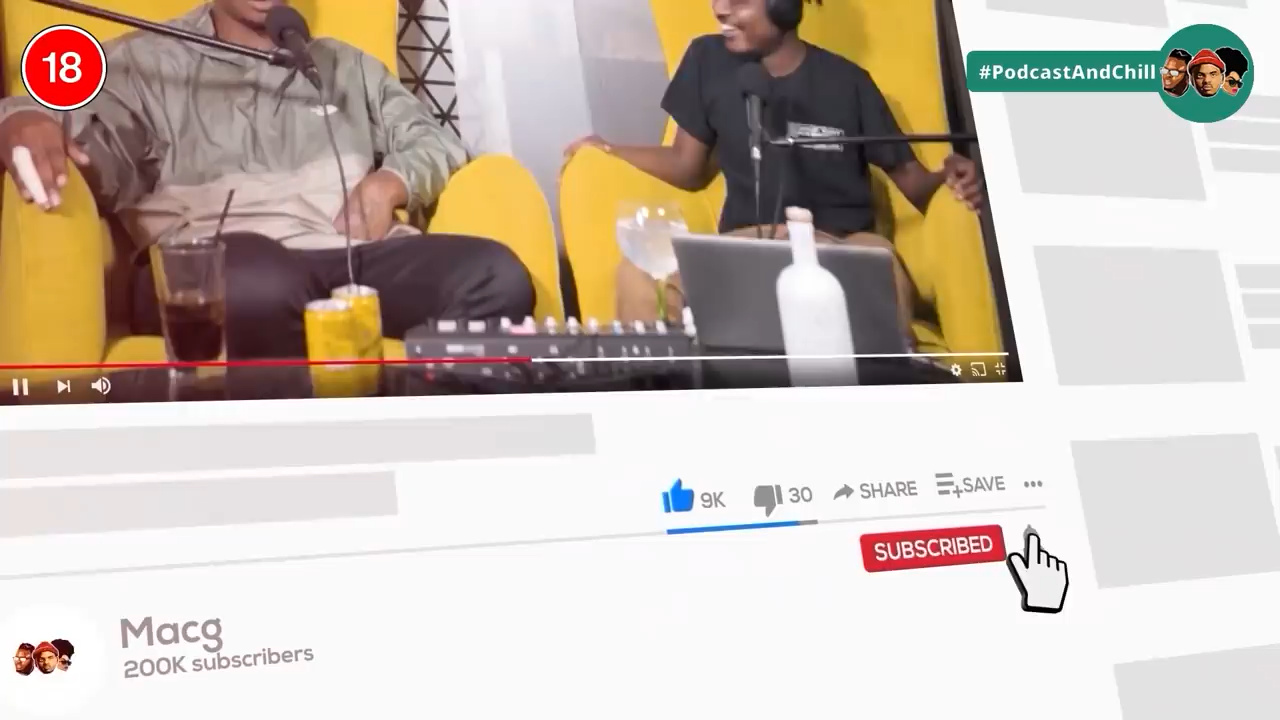 18
#PodcastAndChill
9K
30
SHARE
SAVE
SUBSCRIBED
Macg
200K subscribers